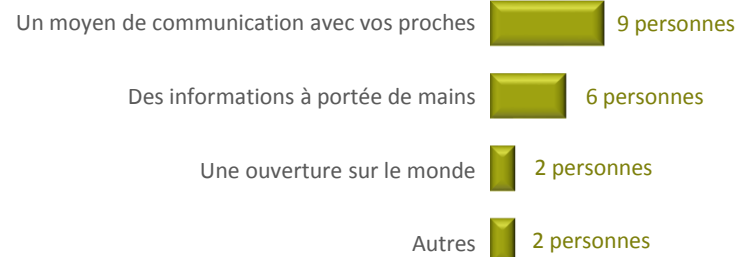 Un moyen de communication avec vos proches 9 personnes
Des informations à portée de mains 6 personnes
Une ouverture sur le monde 2 personnes
Autres 2 personnes